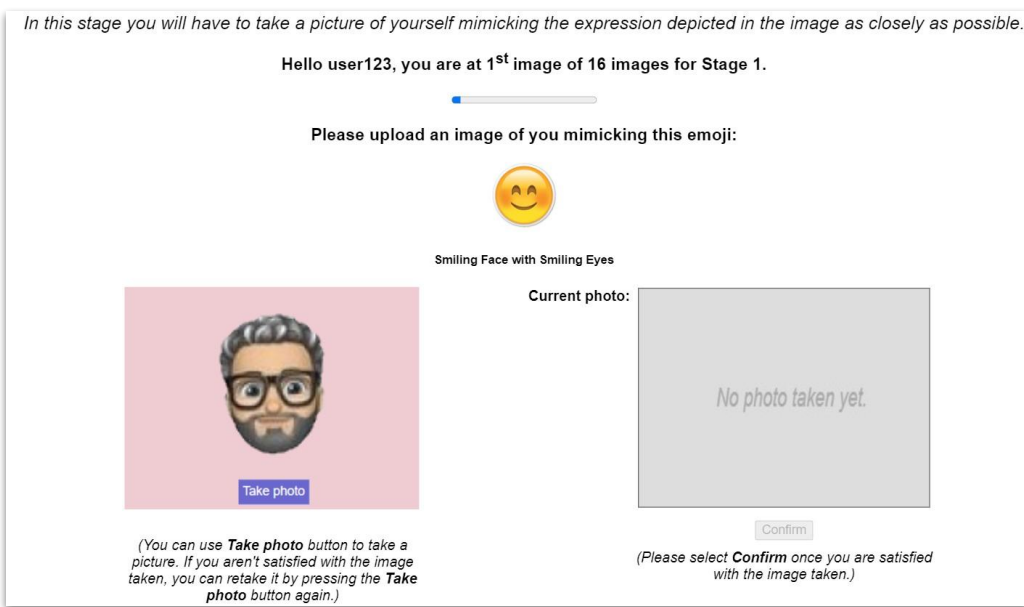 In this stage you will have to take a picture of yourself mimicking the expression depicted in the image as closely as possible.
Hello user123, you are at 1st image of 16 images for Stage 1.
Please upload an image of you mimicking this emoji:
Smiling Face with Smiling Eyes
Current photo:
No photo taken yet.
Take photo
Confirm
(You can use Take photo button to take a
picture. If you aren't satisfied with the image
taken, you can retake it by pressing the Take
photo button again.)
(Please select Confirm once you are satisfied
with the image taken.)